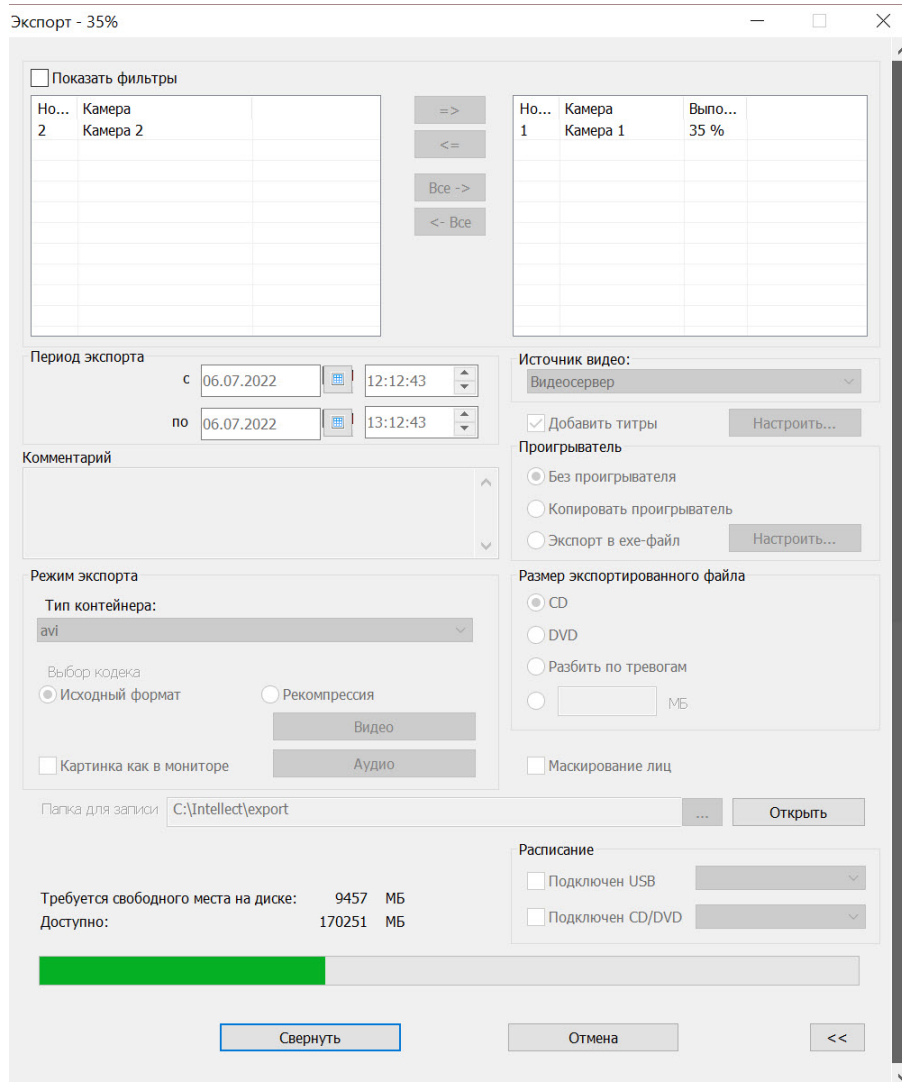 Экспорт - 35%
Показать фильтры
Но... Камера
2 Камера 2
=>
<=
Все ->
<- Все
Но... Камера Выпо...
1 Камера 1 35 %
Период экспорта
с 06.07.2022 12:12:43
по 06.07.2022 13:12:43
Источник видео:
Видеосервер
Добавить титры Настроить...
Комментарий
Проигрыватель
Без проигрывателя
Копировать проигрыватель
Экспорт в exe-файл Настроить...
Режим экспорта
Тип контейнера:
avi
Выбор кодека
Исходный формат Рекомпрессия
Видео
Картинка как в мониторе Аудио
Размер экспортированного файла
CD
DVD
Разбить по тревогам
МБ
Маскирование лиц
Папка для записи C:\Intellect\export ... Открыть
Расписание
Подключен USB
Подключен CD/DVD
Требуется свободного места на диске: 9457 МБ
Доступно: 170251 МБ
Свернуть Отмена <<